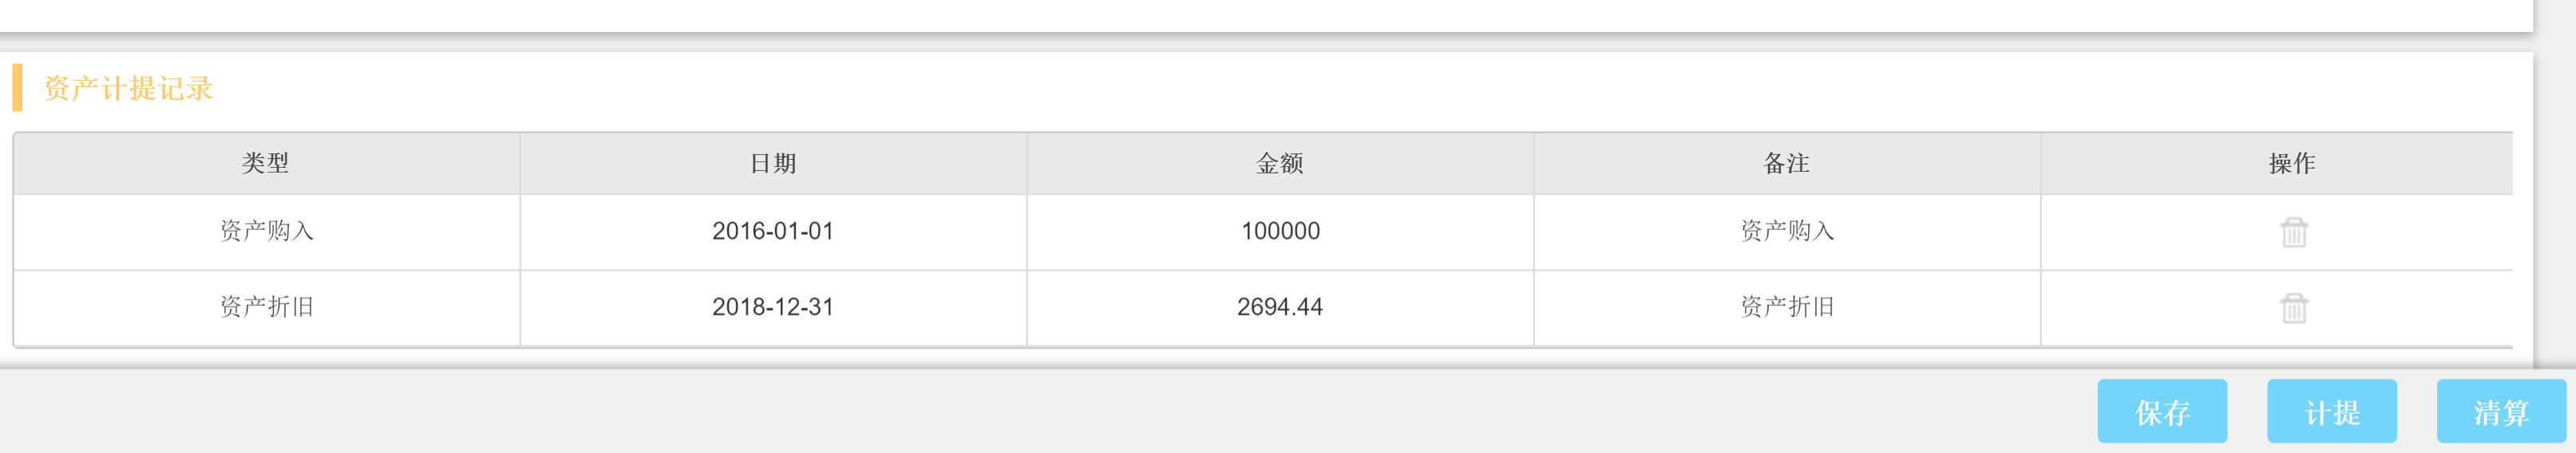 资产计提记录
类型 日期 金额 备注 操作
资产购入 2016-01-01 100000 资产购入
资产折旧 2018-12-31 2694.44 资产折旧
保存 计提 清算